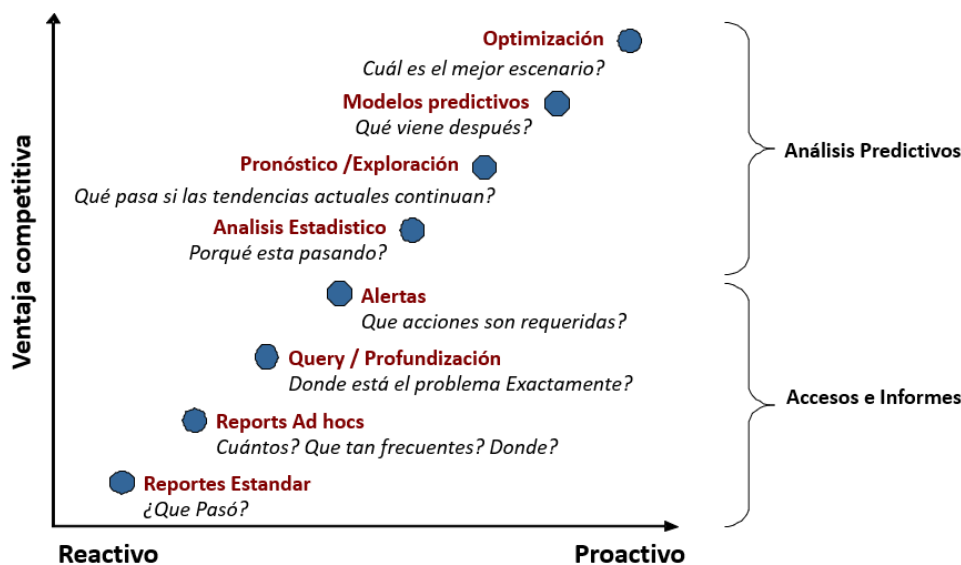 Optimización
Cuál es el mejor escenario?
Modelos predictivos
Qué viene después?
Pronóstico /Exploración
Qué pasa si las tendencias actuales continuan?
Analisis Estadistico
Porqué esta pasando?
Alertas
Que acciones son requeridas?
Query / Profundización
Donde está el problema Exactamente?
Reports Ad hocs
Cuántos? Que tan frecuentes? Donde?
Reportes Estandar
¿Que Pasó?
Análisis Predictivos
Accesos e Informes
Ventaja competitiva
Reactivo
Proactivo